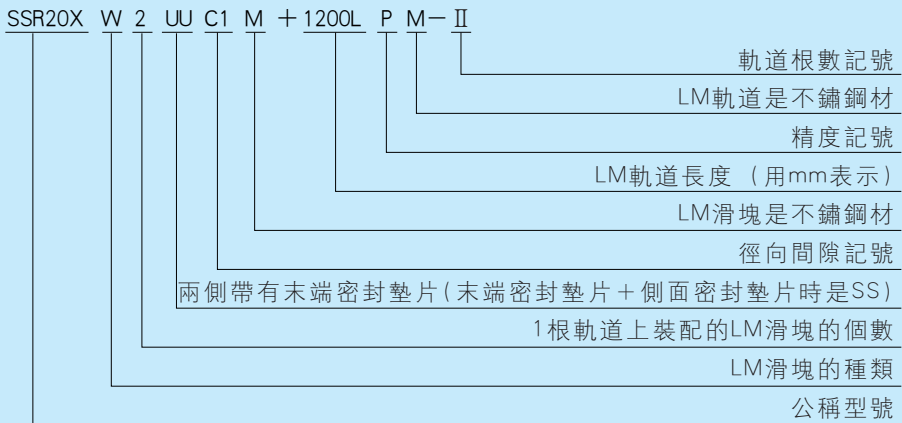 SSR20X W 2 UU C1 M ＋1200L P M－Ⅱ
軌道根數記號
LM軌道是不鏽鋼材
精度記號
LM軌道長度（用mm表示）
LM滑塊是不鏽鋼材
徑向間隙記號
兩側帶有末端密封墊片(末端密封墊片＋側面密封墊片時是SS)
1根軌道上裝配的LM滑塊的個數
LM滑塊的種類
公稱型號